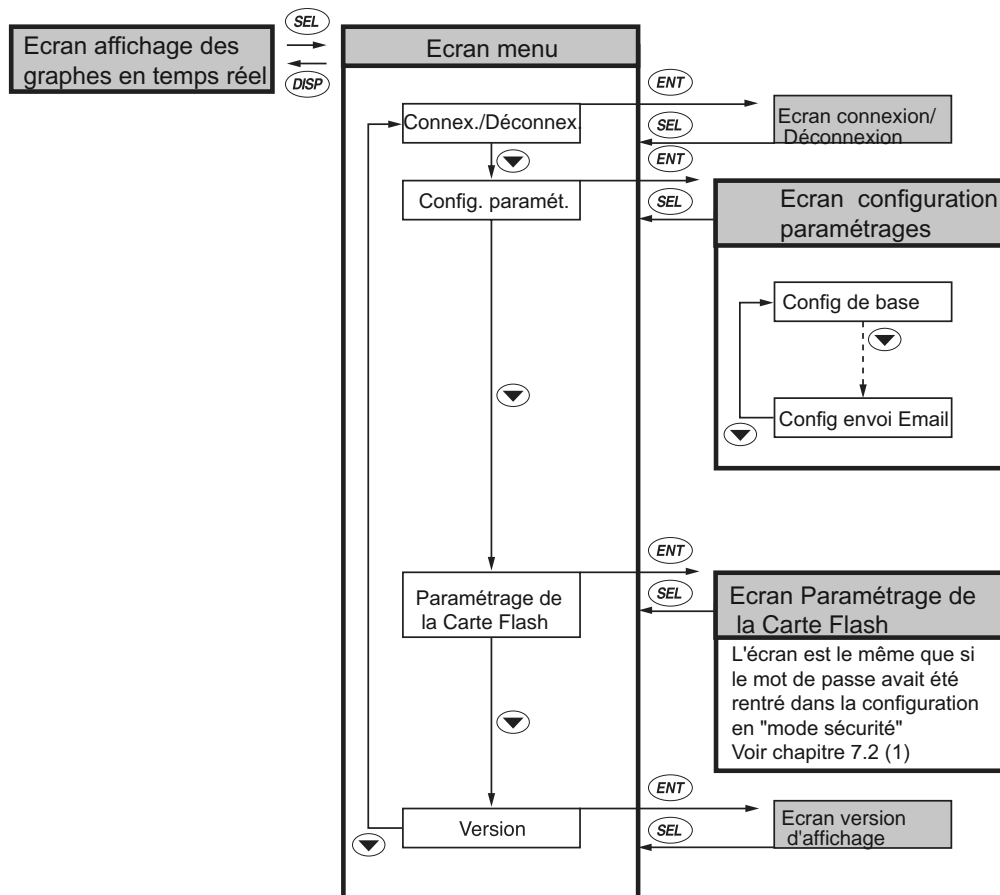 SEL
Ecran affichage des
graphes en temps réel
DISP
Ecran menu
Connex./Déconnex.
ENT
SEL
Ecran connexion/
Déconnexion
Config. paramét.
ENT
SEL
Ecran configuration
paramétrages
Config de base
Config envoi Email
Paramétrage de
la Carte Flash
ENT
SEL
Ecran Paramétrage de
la Carte Flash
L'écran est le même que si
le mot de passe avait été
rentré dans la configuration
en "mode sécurité"
Voir chapitre 7.2 (1)
Version
ENT
SEL
Ecran version
d'affichage